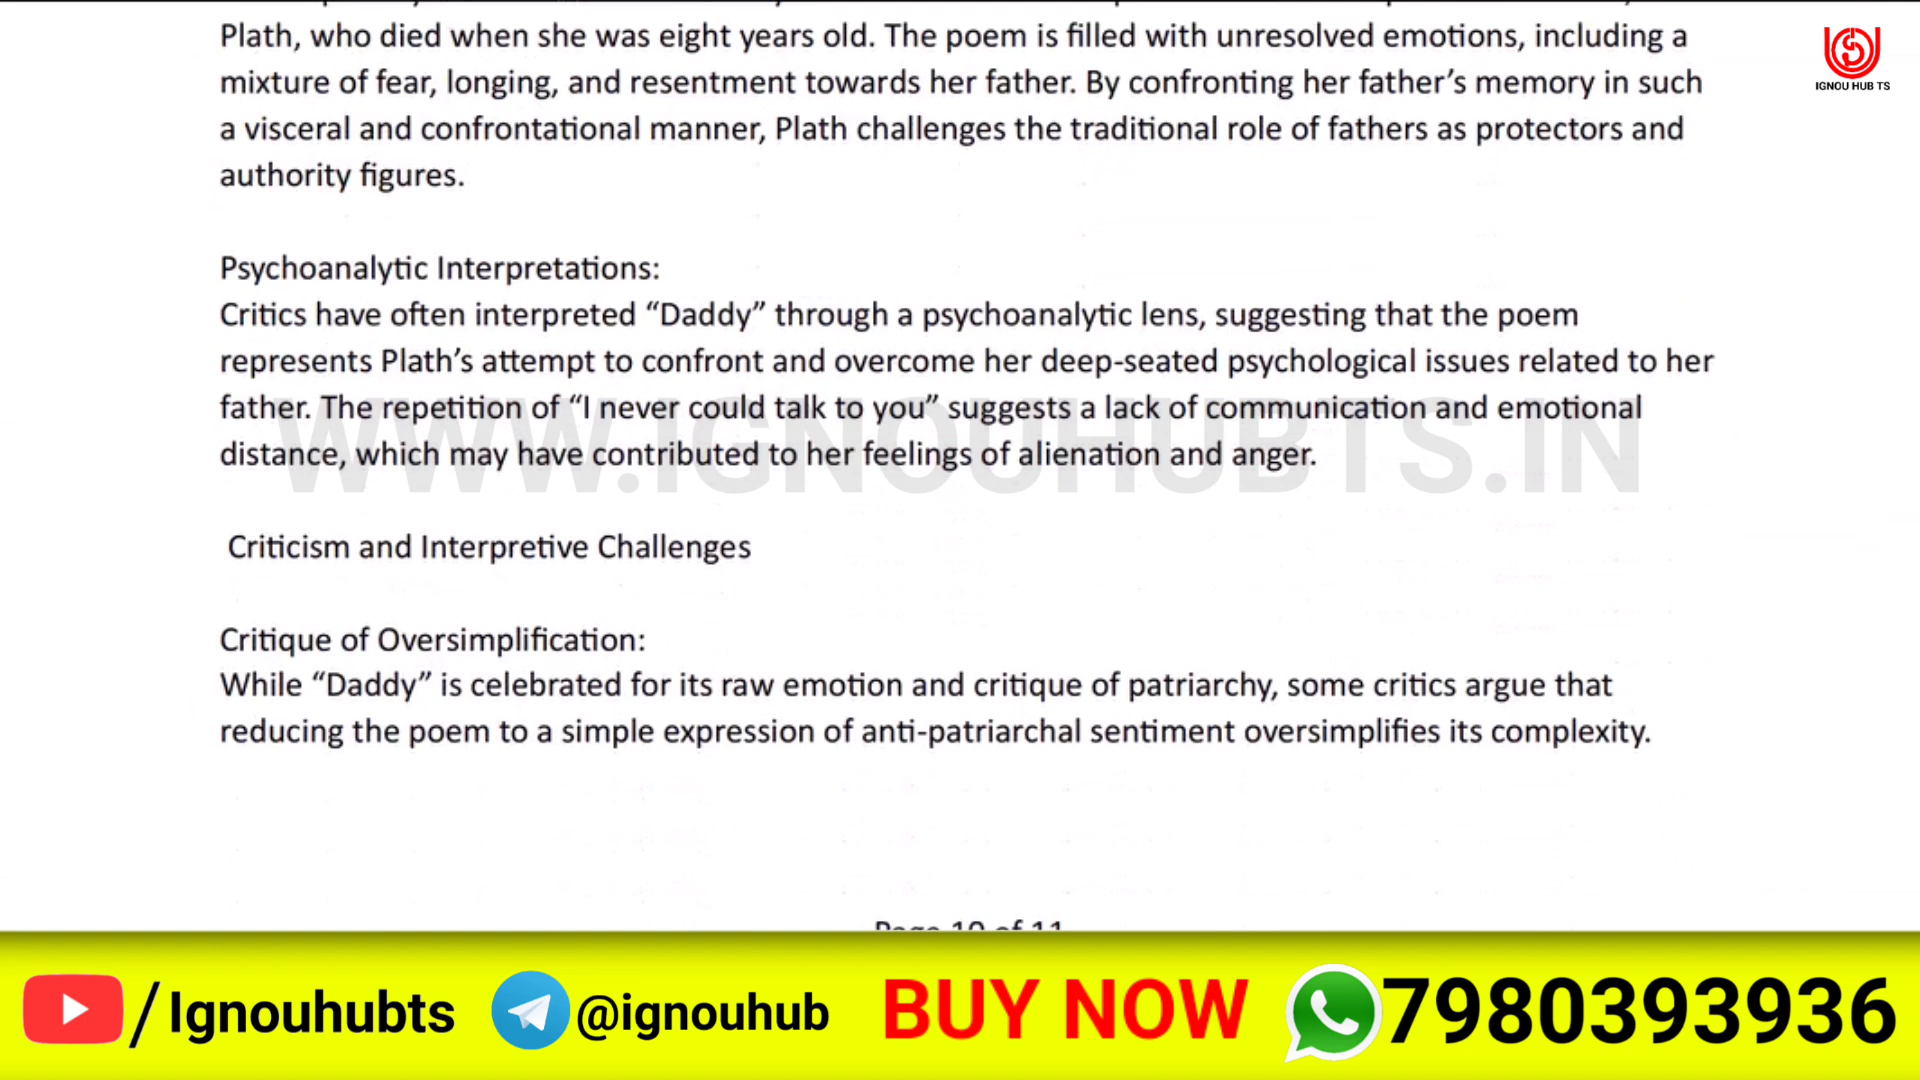 Plath, who died when she was eight years old. The poem is filled with unresolved emotions, including a
mixture of fear, longing, and resentment towards her father. By confronting her father’s memory in such
a visceral and confrontational manner, Plath challenges the traditional role of fathers as protectors and
authority figures.
Psychoanalytic Interpretations:
Critics have often interpreted “Daddy” through a psychoanalytic lens, suggesting that the poem
represents Plath’s attempt to confront and overcome her deep-seated psychological issues related to her
father. The repetition of “I never could talk to you” suggests a lack of communication and emotional
distance, which may have contributed to her feelings of alienation and anger.
WWW.IGNOUHUBTS.IN
Criticism and Interpretive Challenges
Critique of Oversimplification:
While “Daddy” is celebrated for its raw emotion and critique of patriarchy, some critics argue that
reducing the poem to a simple expression of anti-patriarchal sentiment oversimplifies its complexity.
Page 10 of 11
IGNOU HUB TS
/Ignouhubts @ignouhub BUY NOW 7980393936